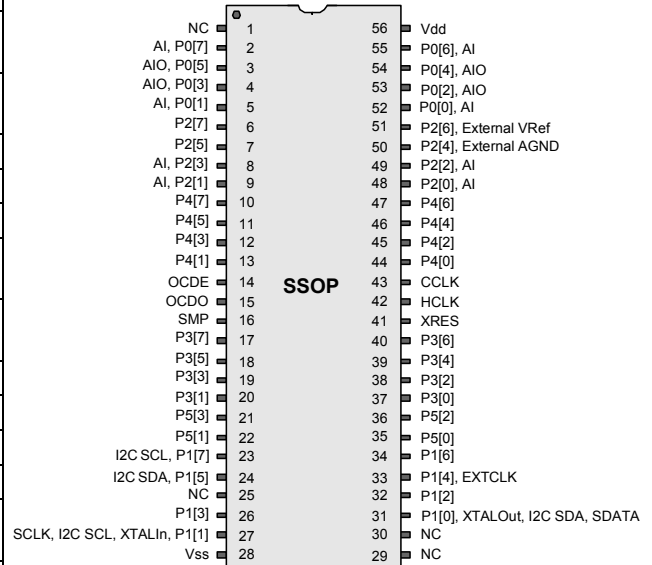 NC 1 56 Vdd
AI, P0[7] 2 55 P0[6], AI
AIO, P0[5] 3 54 P0[4], AIO
AIO, P0[3] 4 53 P0[2], AIO
AI, P0[1] 5 52 P0[0], AI
P2[7] 6 51 P2[6], External VRef
P2[5] 7 50 P2[4], External AGND
AI, P2[3] 8 49 P2[2], AI
AI, P2[1] 9 48 P2[0], AI
P4[7] 10 47 P4[6]
P4[5] 11 46 P4[4]
P4[3] 12 45 P4[2]
P4[1] 13 44 P4[0]
OCDE 14 SSOP 43 CCLK
OCDO 15 42 HCLK
SMP 16 41 XRES
P3[7] 17 40 P3[6]
P3[5] 18 39 P3[4]
P3[3] 19 38 P3[2]
P3[1] 20 37 P3[0]
P5[3] 21 36 P5[2]
P5[1] 22 35 P5[0]
I2C SCL, P1[7] 23 34 P1[6]
I2C SDA, P1[5] 24 33 P1[4], EXTCLK
NC 25 32 P1[2]
P1[3] 26 31 P1[0], XTALOut, I2C SDA, SDATA
SCLK, I2C SCL, XTALIn, P1[1] 27 30 NC
Vss 28 29 NC